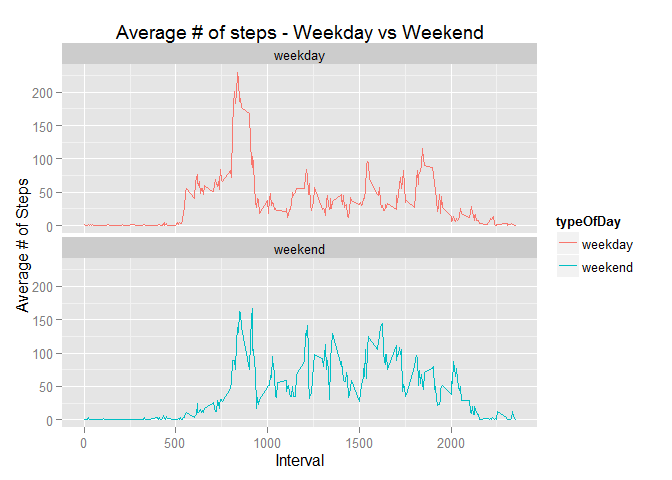 Average # of steps - Weekday vs Weekend
weekday
200
150
100
50
0
weekend
200
150
100
50
0
0 500 1000 1500 2000
Interval
Average # of Steps
typeOfDay
weekday
weekend